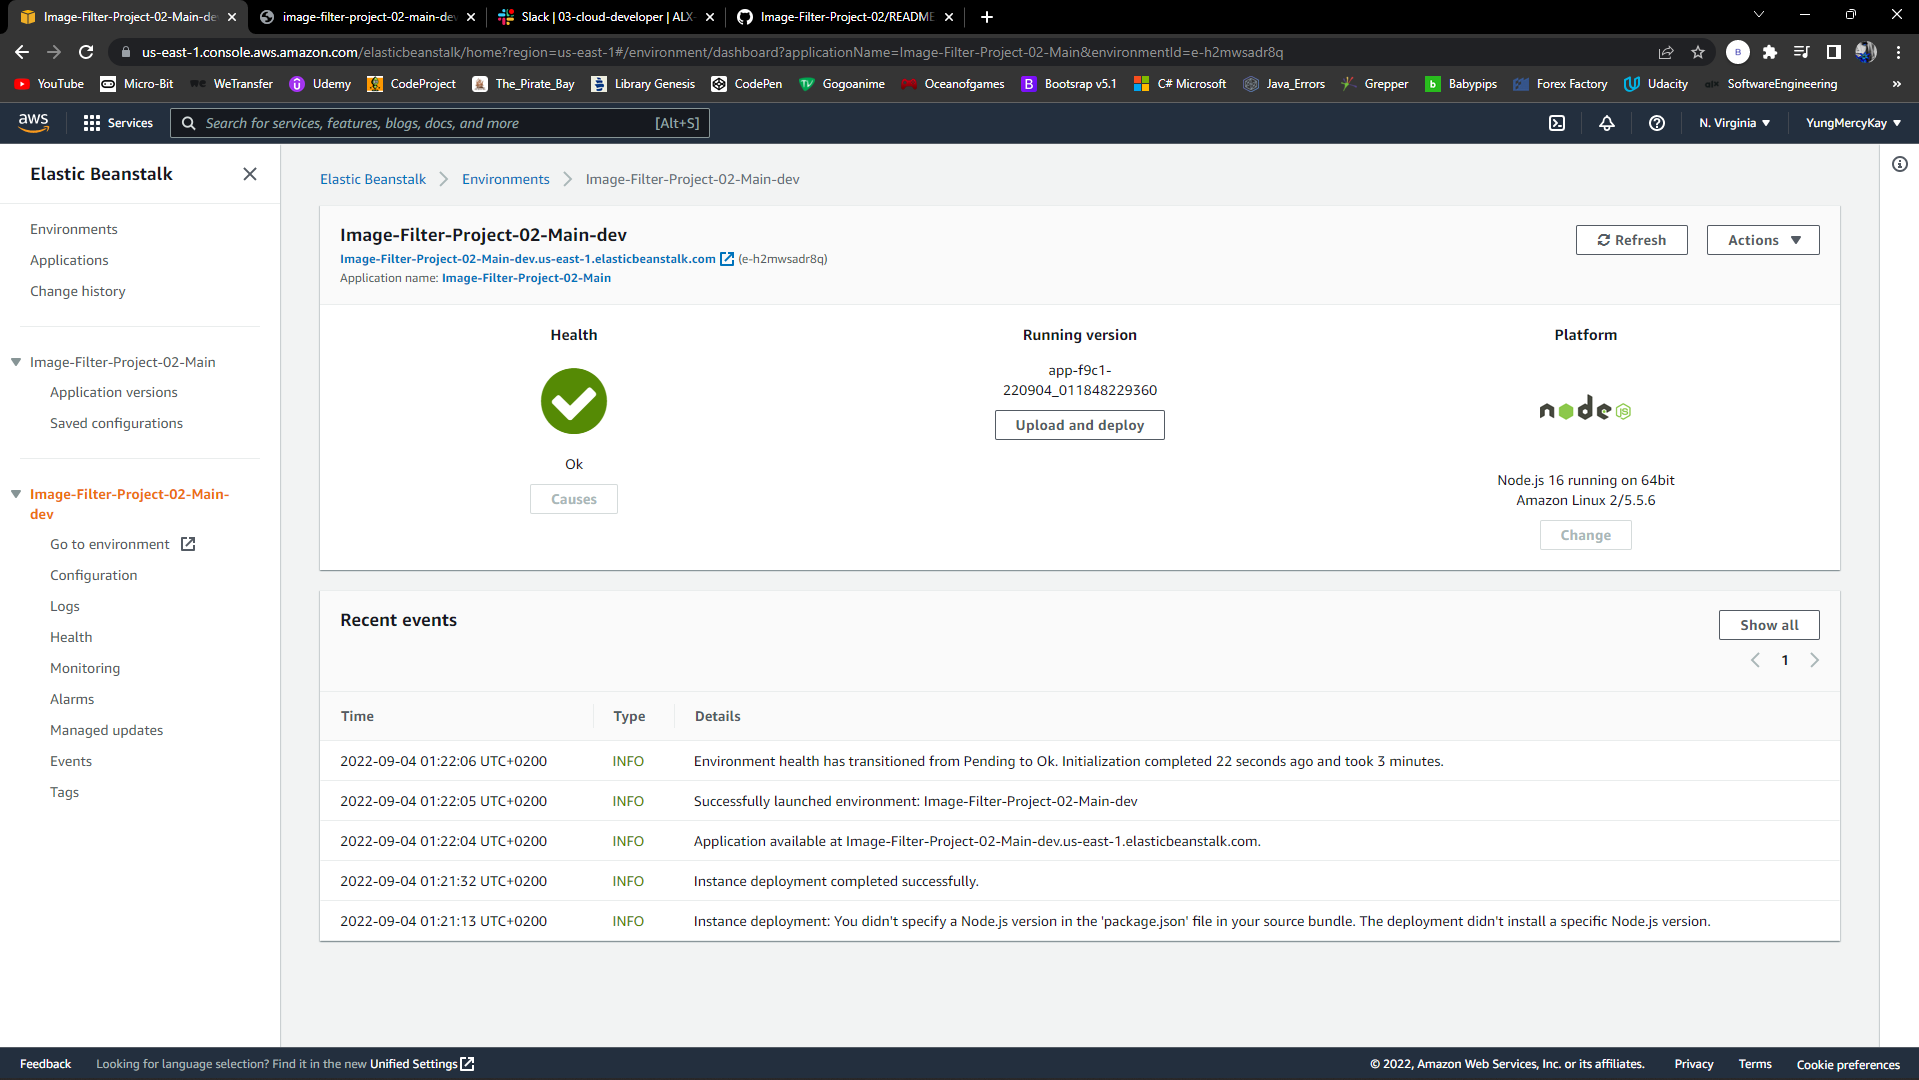 Image-Filter-Project-02-Main-de
image-filter-project-02-main-dev
Slack | 03-cloud-developer | ALX-
Image-Filter-Project-02/README
us-east-1.console.aws.amazon.com/elasticbeanstalk/home?region=us-east-1#/environment/dashboard?applicationName=Image-Filter-Project-02-Main&environmentId=e-h2mwsadr8q
B
YouTube
Micro-Bit
we WeTransfer
Udemy
CodeProject
The_Pirate_Bay
Library Genesis
CodePen
Gogoanime
Oceanofgames
B Bootsrap v5.1
C# Microsoft
Java_Errors
Grepper
b Babypips
Forex Factory
Udacity
alx SoftwareEngineering
»
aws
Services
Search for services, features, blogs, docs, and more [Alt+S]
N. Virginia
YungMercyKay
Elastic Beanstalk
Environments
Applications
Change history
Image-Filter-Project-02-Main
Application versions
Saved configurations
Image-Filter-Project-02-Main-
dev
Go to environment
Configuration
Logs
Health
Monitoring
Alarms
Managed updates
Events
Tags
Elastic Beanstalk
Environments
Image-Filter-Project-02-Main-dev
Image-Filter-Project-02-Main-dev
Image-Filter-Project-02-Main-dev.us-east-1.elasticbeanstalk.com (e-h2mwsadr8q)
Application name: Image-Filter-Project-02-Main
Refresh
Actions
Health
Ok
Causes
Running version
app-f9c1-
220904_011848229360
Upload and deploy
Platform
node JS
Node.js 16 running on 64bit
Amazon Linux 2/5.5.6
Change
Recent events
Show all
1
Time Type Details
2022-09-04 01:22:06 UTC+0200 INFO Environment health has transitioned from Pending to Ok. Initialization completed 22 seconds ago and took 3 minutes.
2022-09-04 01:22:05 UTC+0200 INFO Successfully launched environment: Image-Filter-Project-02-Main-dev
2022-09-04 01:22:04 UTC+0200 INFO Application available at Image-Filter-Project-02-Main-dev.us-east-1.elasticbeanstalk.com.
2022-09-04 01:21:32 UTC+0200 INFO Instance deployment completed successfully.
2022-09-04 01:21:13 UTC+0200 INFO Instance deployment: You didn't specify a Node.js version in the 'package.json' file in your source bundle. The deployment didn't install a specific Node.js version.
Feedback
Looking for language selection? Find it in the new Unified Settings
© 2022, Amazon Web Services, Inc. or its affiliates.
Privacy
Terms
Cookie preferences